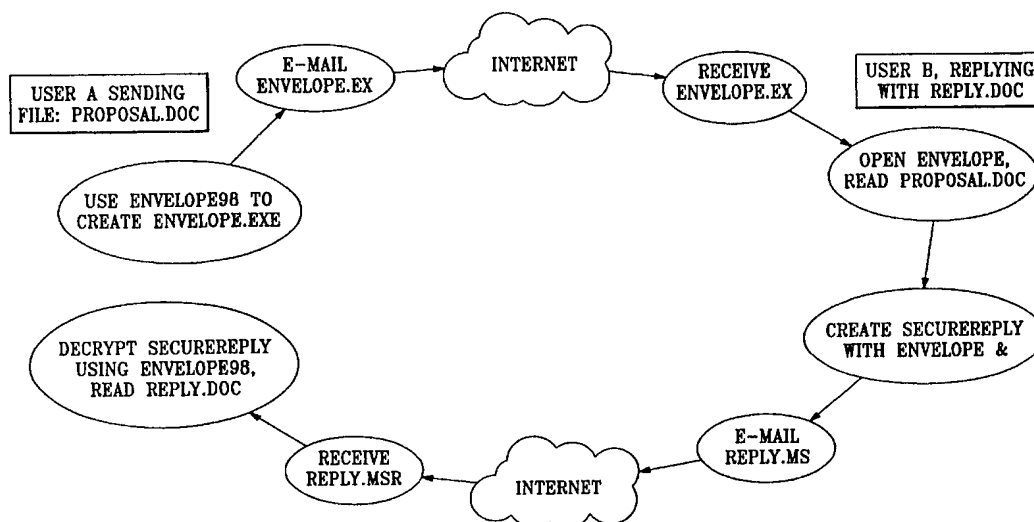 USER A SENDING
FILE: PROPOSAL.DOC
USE ENVELOPE98 TO
CREATE ENVELOPE.EXE
E-MAIL
ENVELOPE.EX
INTERNET
RECEIVE
ENVELOPE.EX
USER B, REPLYING
WITH REPLY.DOC
OPEN ENVELOPE,
READ PROPOSAL.DOC
CREATE SECUREREPLY
WITH ENVELOPE &
E-MAIL
REPLY.MS
INTERNET
RECEIVE
REPLY.MSR
DECRYPT SECUREREPLY
USING ENVELOPE98,
READ REPLY.DOC